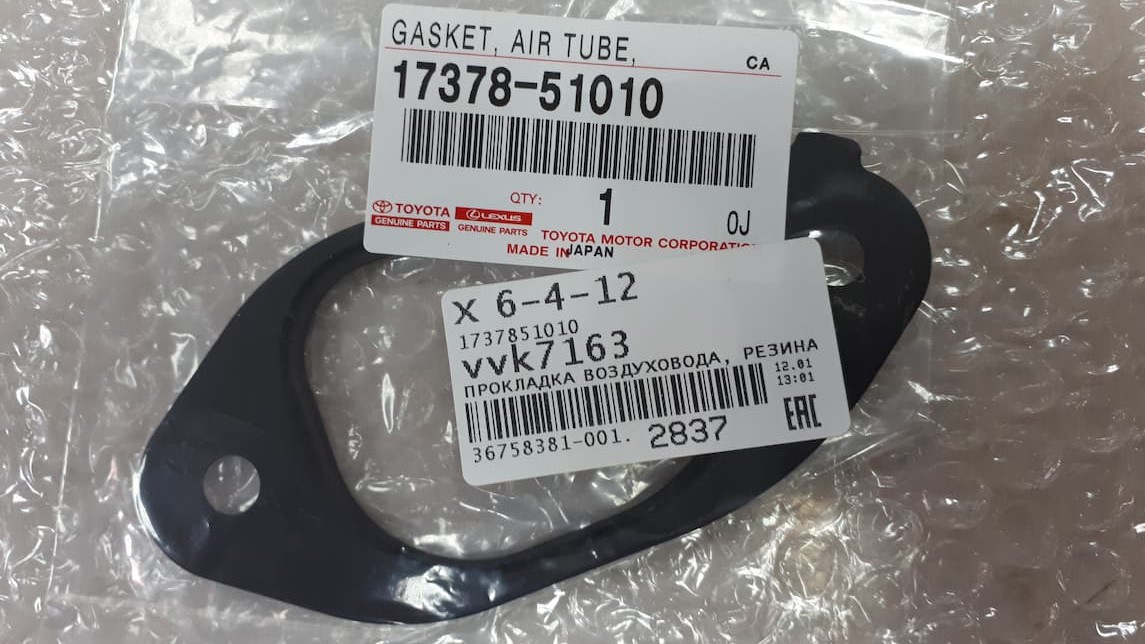 GASKET, AIR TUBE,
CA
17378-51010
QTY: 1 0J
TOYOTA LEXUS
GENUINE PARTS GENUINE PARTS
TOYOTA MOTOR CORPORATION
MADE IN JAPAN
X 6-4-12
1737851010
vvk7163
ПРОКЛАДКА ВОЗДУХОВОДА, РЕЗИНА
12.01
13:01
EAC
36758381-001. 2837